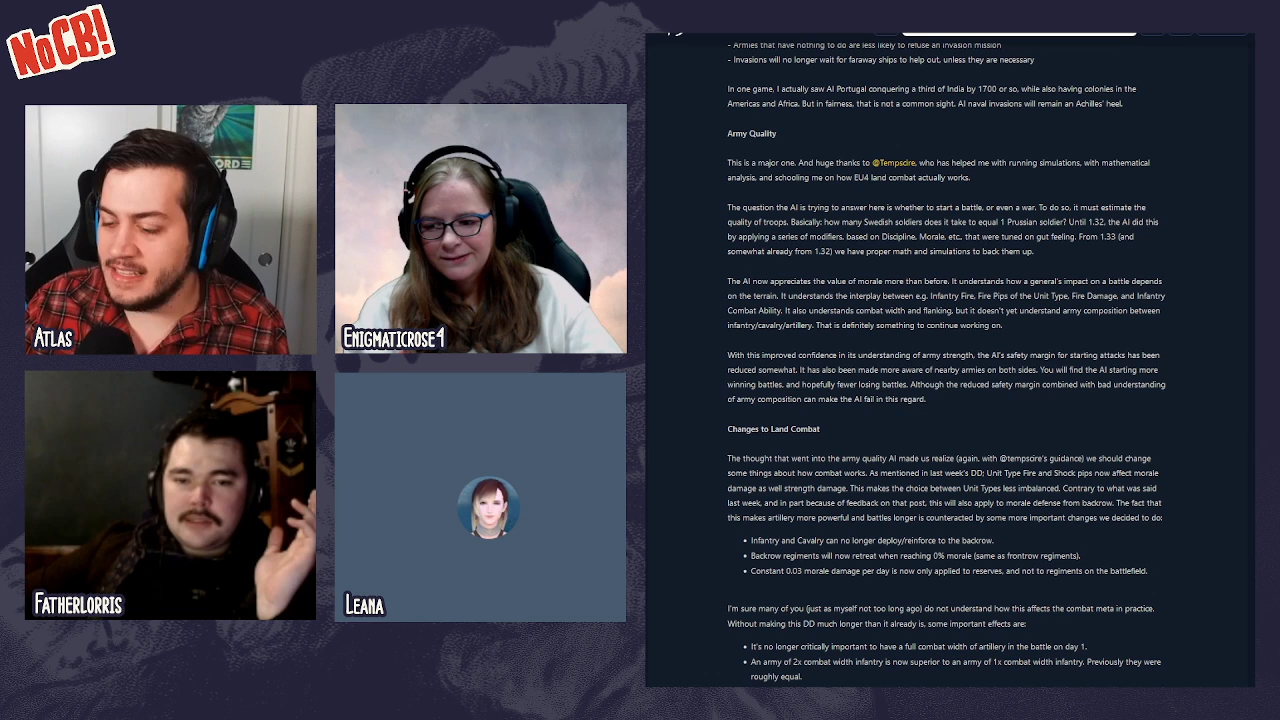 NoCB!
ORD
Atlas
Enigmaticrose4
Fatherlorris
Leana
- Armies that have nothing to do are less likely to refuse an invasion mission
- Invasions will no longer wait for faraway ships to help out, unless they are necessary
In one game, I actually saw AI Portugal conquering a third of India by 1700 or so, while also having colonies in the
Americas and Africa. But in fairness, that is not a common sight. AI naval invasions will remain an Achilles' heel.
Army Quality
This is a major one. And huge thanks to @Tempscire, who has helped me with running simulations, with mathematical
analysis, and schooling me on how EU4 land combat actually works.
The question the AI is trying to answer here is whether to start a battle, or even a war. To do so, it must estimate the
quality of troops. Basically: how many Swedish soldiers does it take to equal 1 Prussian soldier? Until 1.32, the AI did this
by applying a series of modifiers, based on Discipline, Morale, etc.. that were tuned on gut feeling. From 1.33 (and
somewhat already from 1.32) we have proper math and simulations to back them up.
The AI now appreciates the value of morale more than before. It understands how a general's impact on a battle depends
on the terrain. It understands the interplay between e.g. Infantry Fire, Fire Pips of the Unit Type, Fire Damage, and Infantry
Combat Ability. It also understands combat width and flanking, but it doesn't yet understand army composition between
infantry/cavalry/artillery. That is definitely something to continue working on.
With this improved confidence in its understanding of army strength, the AI's safety margin for starting attacks has been
reduced somewhat. It has also been made more aware of nearby armies on both sides. You will find the AI starting more
winning battles, and hopefully fewer losing battles. Although the reduced safety margin combined with bad understanding
of army composition can make the AI fail in this regard.
Changes to Land Combat
The thought that went into the army quality AI made us realize (again, with @tempscire's guidance) we should change
some things about how combat works. As mentioned in last week's DD; Unit Type Fire and Shock pips now affect morale
damage as well strength damage. This makes the choice between Unit Types less imbalanced. Contrary to what was said
last week, and in part because of feedback on that post, this will also apply to morale defense from backrow. The fact that
this makes artillery more powerful and battles longer is counteracted by some more important changes we decided to do:
• Infantry and Cavalry can no longer deploy/reinforce to the backrow.
• Backrow regiments will now retreat when reaching 0% morale (same as frontrow regiments).
• Constant 0.03 morale damage per day is now only applied to reserves, and not to regiments on the battlefield.
I'm sure many of you (just as myself not too long ago) do not understand how this affects the combat meta in practice.
Without making this DD much longer than it already is, some important effects are:
• It's no longer critically important to have a full combat width of artillery in the battle on day 1.
• An army of 2x combat width infantry is now superior to an army of 1x combat width infantry. Previously they were
roughly equal.